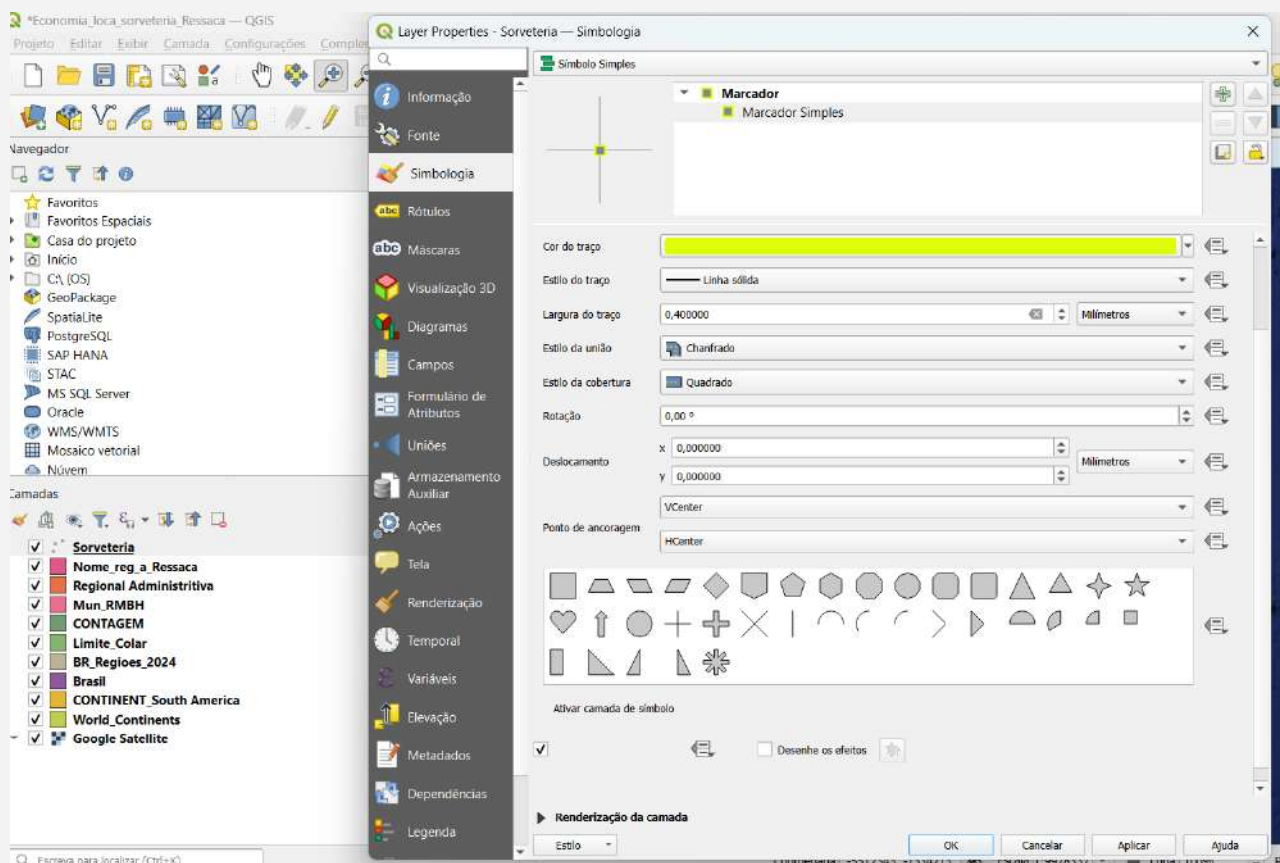 *Economia_loca_sorveteria_Ressaca — QGIS
Projeto Editar Exibir Camada Configurações
Navegador
Favoritos
Favoritos Espaciais
Casa do projeto
Início
C:\ (OS)
GeoPackage
SpatiaLite
PostgreSQL
SAP HANA
STAC
MS SQL Server
Oracle
WMS/WMTS
Mosaico vetorial
Núvem
Camadas
Sorveteria
Nome_reg_a_Ressaca
Regional Administritiva
Mun_RMBH
CONTAGEM
Limite_Colar
BR_Regioes_2024
Brasil
CONTINENT_South America
World_Continents
Google Satellite
Escreva para localizar (Ctrl+K)
Layer Properties - Sorveteria — Simbologia
Informação
Fonte
Simbologia
abc Rótulos
abc Máscaras
Visualização 3D
Diagramas
Campos
Formulário de
Atributos
Uniões
Armazenamento
Auxiliar
Ações
Tela
Renderização
Temporal
Variáveis
Elevação
Metadados
Dependências
Legenda
Símbolo Simples
Marcador
Marcador Simples
Cor do traço
Estilo do traço Linha sólida
Largura do traço 0,400000 Milímetros
Estilo da união Chanfrado
Estilo da cobertura Quadrado
Rotação 0,00 °
Deslocamento x 0,000000 Milímetros
y 0,000000
Ponto de ancoragem VCenter
HCenter
Ativar camada de símbolo
Desenhe os efeitos
Renderização da camada
Estilo OK Cancelar Aplicar Ajuda